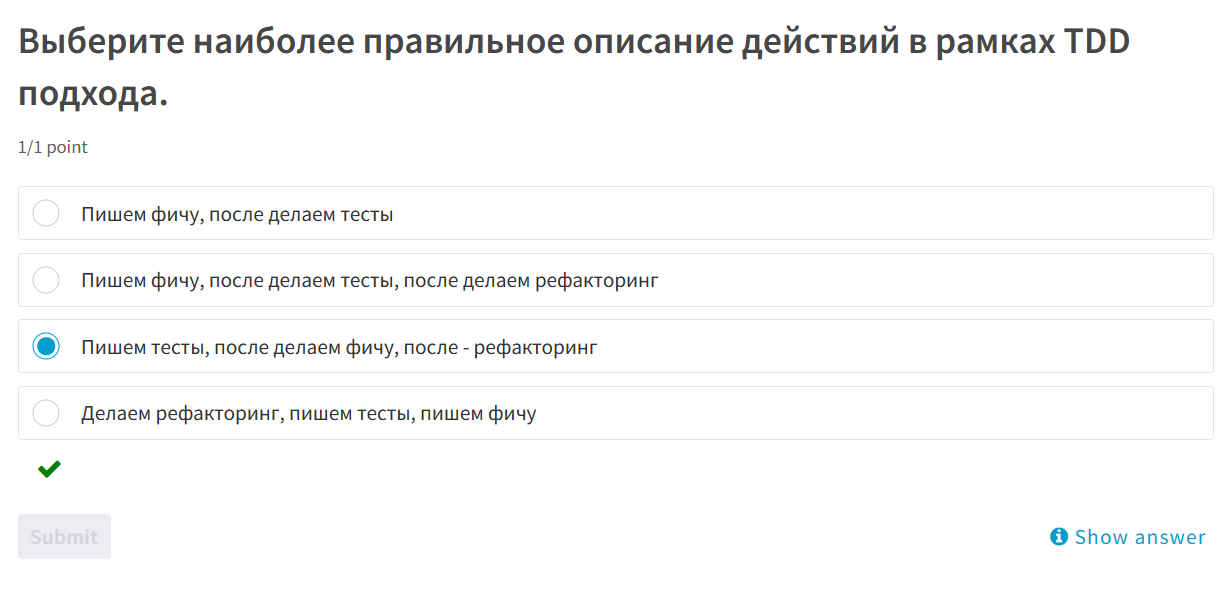 Выберите наиболее правильное описание действий в рамках TDD
подхода.
1/1 point
Пишем фичу, после делаем тесты
Пишем фичу, после делаем тесты, после делаем рефакторинг
Пишем тесты, после делаем фичу, после - рефакторинг
Делаем рефакторинг, пишем тесты, пишем фичу
Submit
Show answer